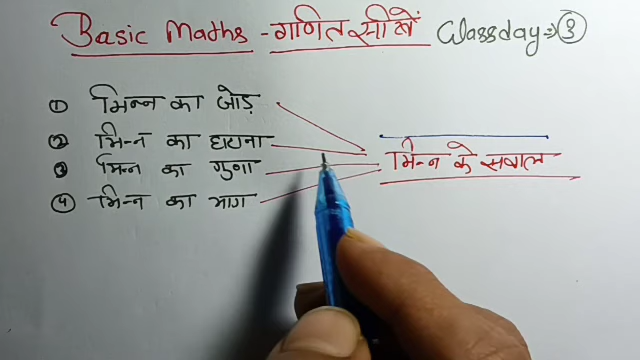 Basic Maths - गणित सीखें Classday⇒③
① भिन्न का जोड़
② भिन्न का घटाना
③ भिन्न का गुणा
④ भिन्न का भाग
भिन्न के सवाल